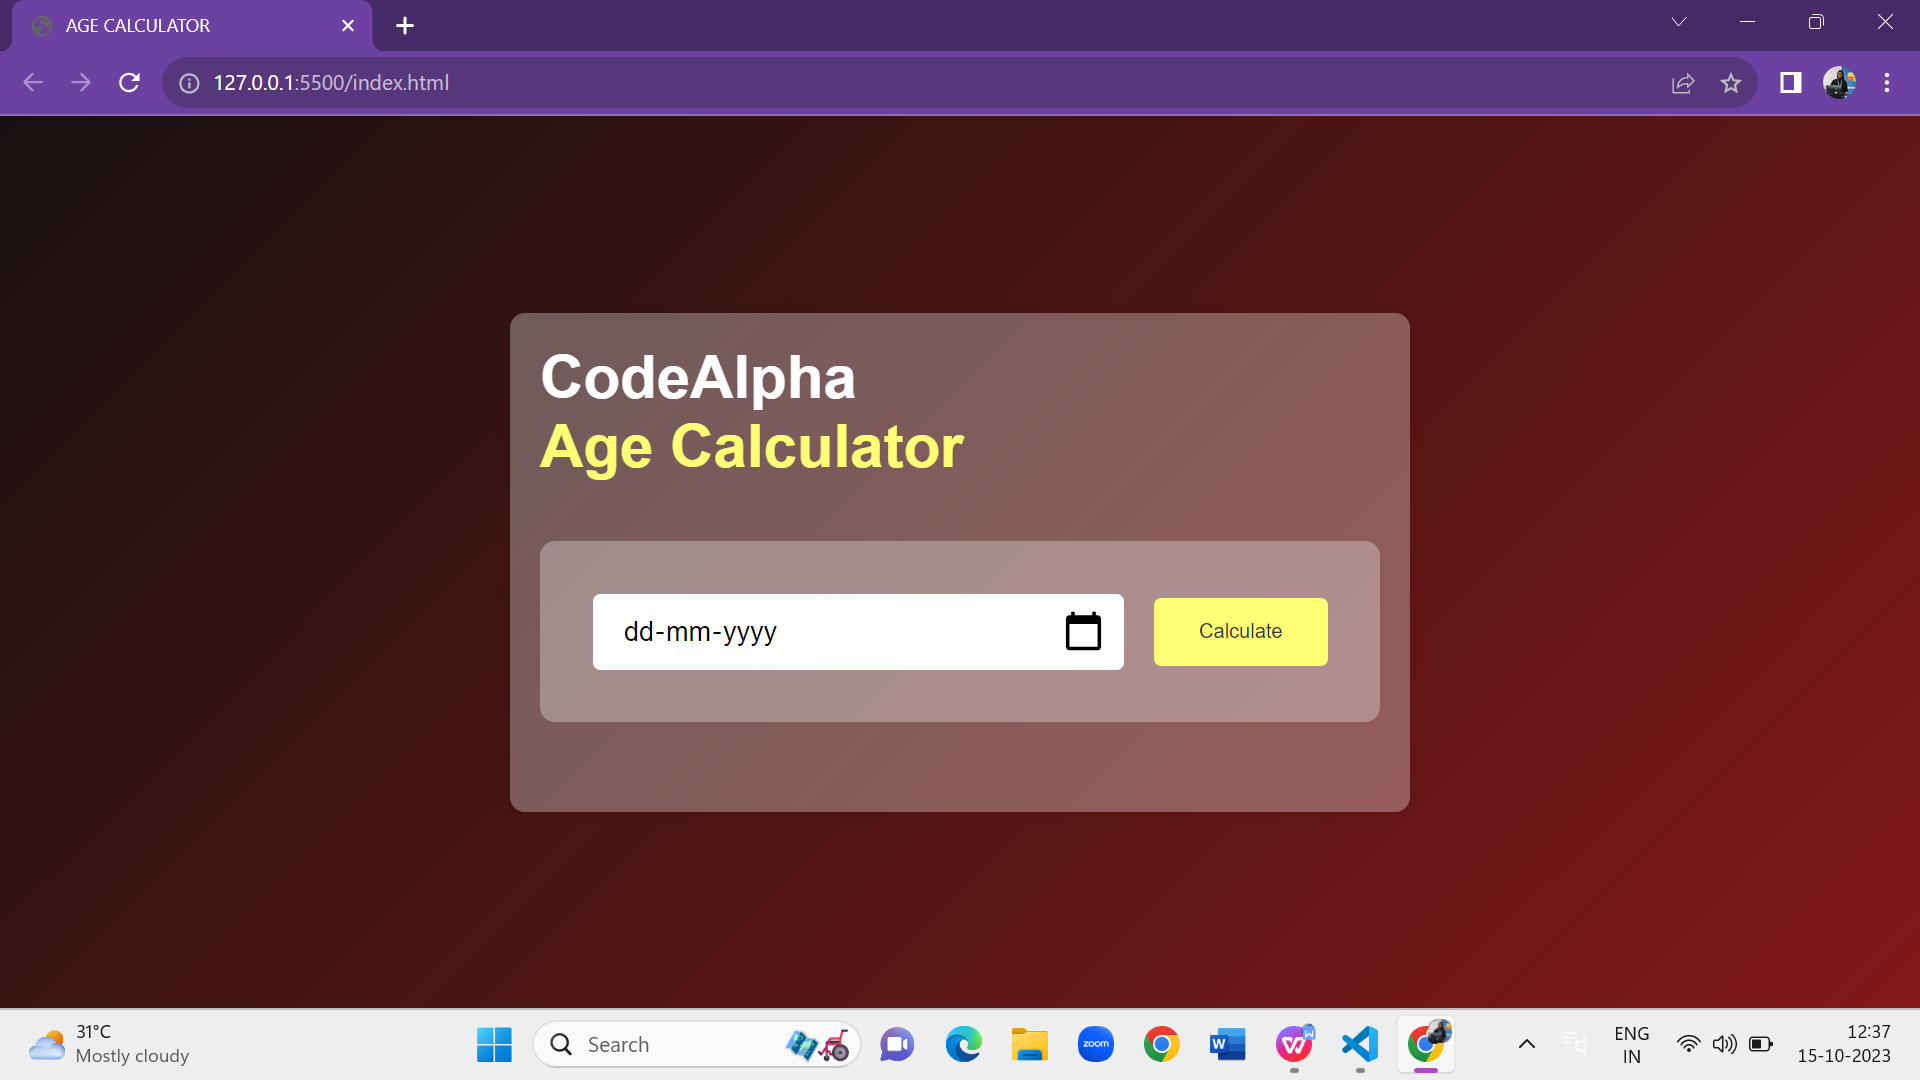 AGE CALCULATOR
127.0.0.1:5500/index.html
CodeAlpha
Age Calculator
dd-mm-yyyy
Calculate
31°C
Mostly cloudy
Search
zoom
W
W
ENG
IN
12:37
15-10-2023